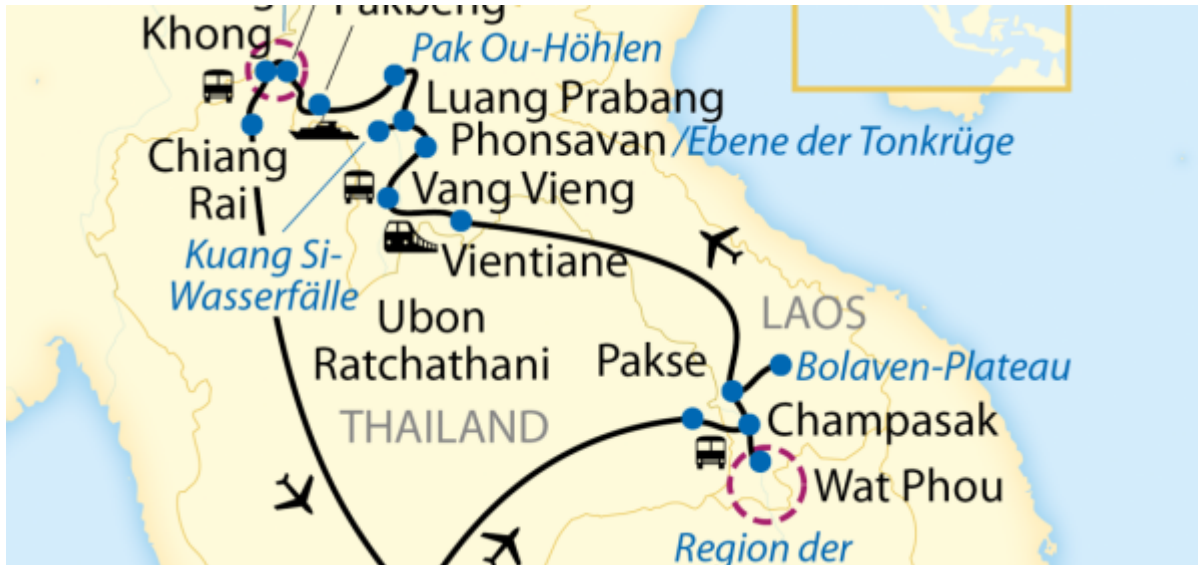 Pakbeng
Khong
Pak Ou-Höhlen
Luang Prabang
Phonsavan/Ebene der Tonkrüge
Chiang
Rai
Vang Vieng
Kuang Si-
Wasserfälle
Vientiane
Ubon
Ratchathani
LAOS
Pakse
Bolaven-Plateau
THAILAND
Champasak
Wat Phou
Region der